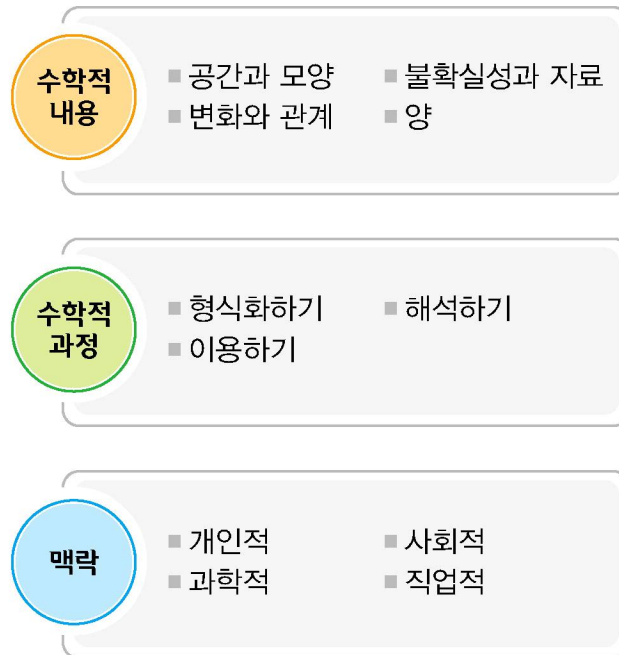 수학적
내용
공간과 모양
불확실성과 자료
변화와 관계
양
수학적
과정
형식화하기
해석하기
이용하기
맥락
개인적
사회적
과학적
직업적